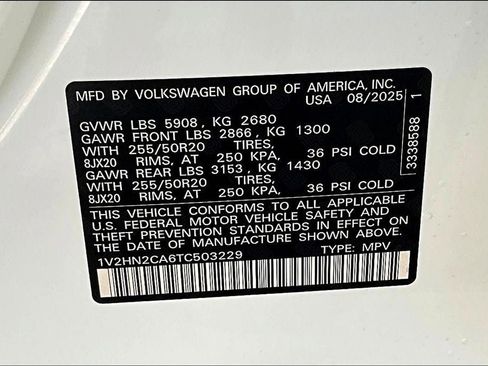 MFD BY VOLKSWAGEN GROUP OF AMERICA, INC.
USA 08/2025
GVWR LBS 5908, KG 2680
GAWR FRONT LBS 2866, KG 1300
WITH 255/50R20 TIRES,
8JX20 RIMS, AT 250 KPA, 36 PSI COLD
GAWR REAR LBS 3153, KG 1430
WITH 255/50R20 TIRES,
8JX20 RIMS, AT 250 KPA, 36 PSI COLD
THIS VEHICLE CONFORMS TO ALL APPLICABLE
U.S. FEDERAL MOTOR VEHICLE SAFETY AND
THEFT PREVENTION STANDARDS IN EFFECT ON
THE DATE OF MANUFACTURE SHOWN ABOVE.
1V2HN2CA6TC503229 TYPE: MPV
3338588 1